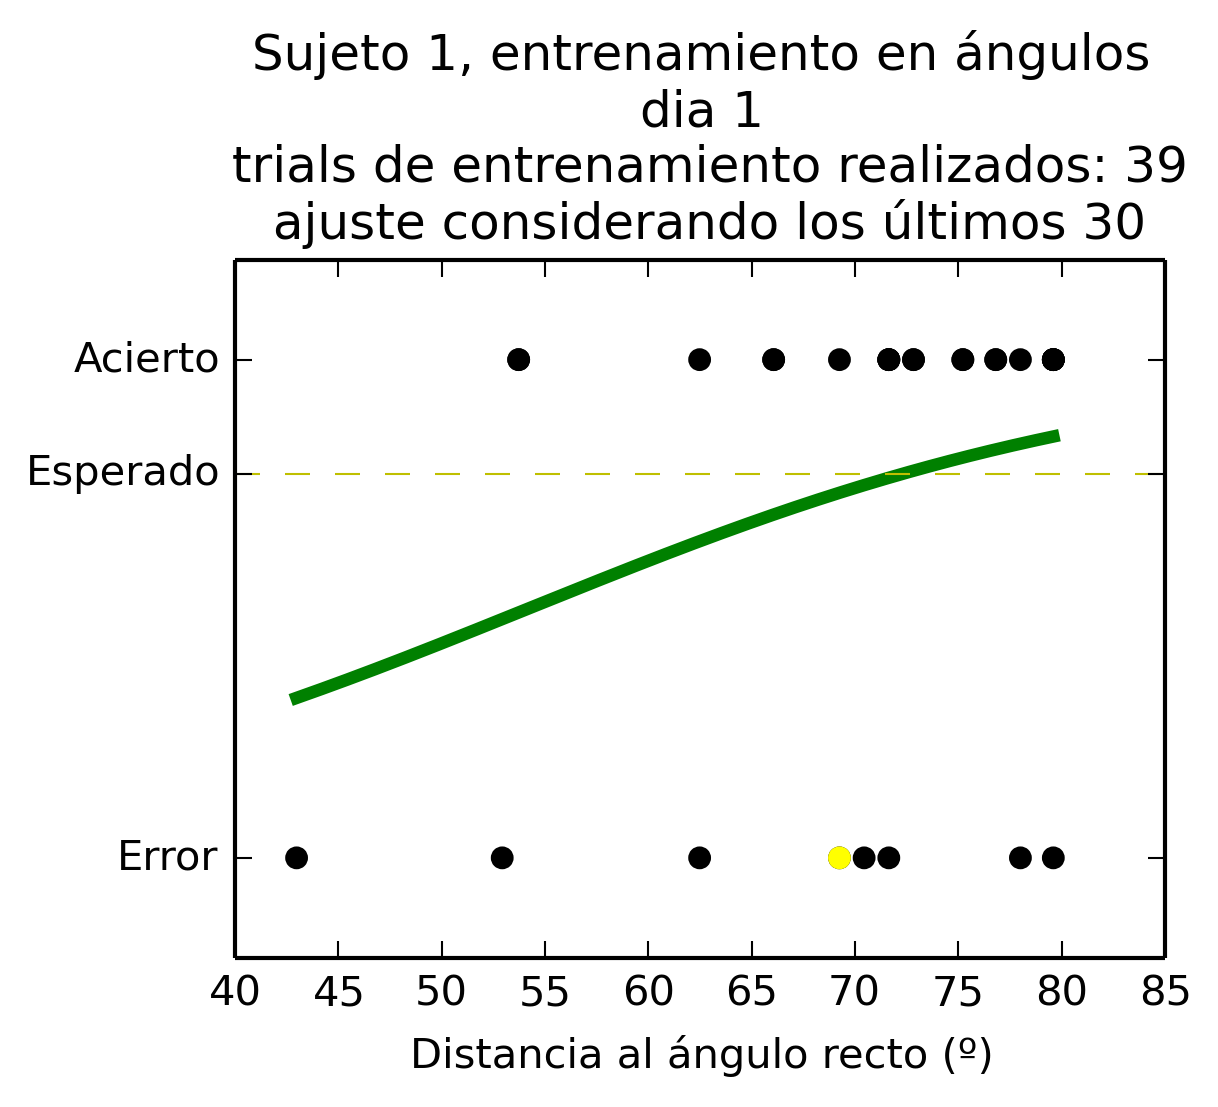 Sujeto 1, entrenamiento en ángulos
dia 1
trials de entrenamiento realizados: 39
ajuste considerando los últimos 30
Acierto
Esperado
Error
40 45 50 55 60 65 70 75 80 85
Distancia al ángulo recto (º)